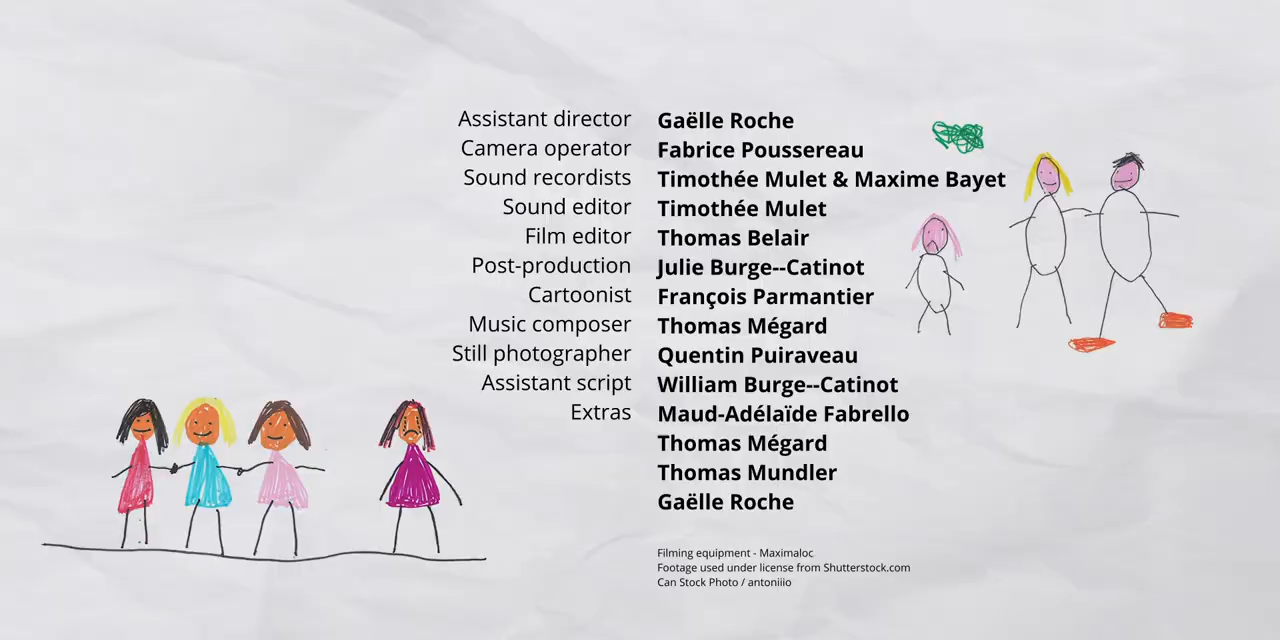 Assistant director Gaëlle Roche
Camera operator Fabrice Poussereau
Sound recordists Timothée Mulet & Maxime Bayet
Sound editor Timothée Mulet
Film editor Thomas Belair
Post-production Julie Burge--Catinot
Cartoonist François Parmantier
Music composer Thomas Mégard
Still photographer Quentin Puiraveau
Assistant script William Burge--Catinot
Extras Maud-Adélaïde Fabrello
Thomas Mégard
Thomas Mundler
Gaëlle Roche
Filming equipment - Maximaloc
Footage used under license from Shutterstock.com
Can Stock Photo / antoniiio